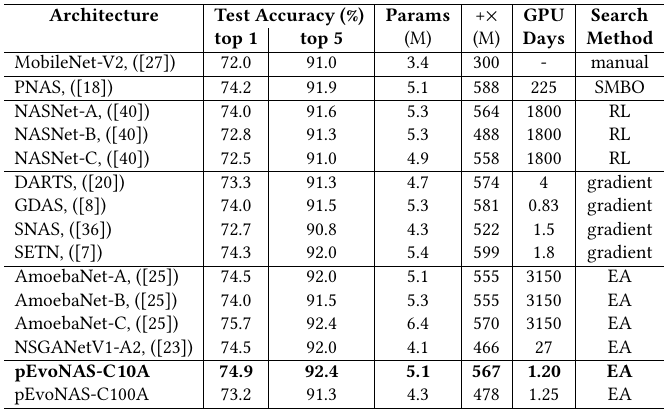 Architecture Test Accuracy (%) Params +× GPU Search
top 1 top 5 (M) (M) Days Method
MobileNet-V2, ([27]) 72.0 91.0 3.4 300 - manual
PNAS, ([18]) 74.2 91.9 5.1 588 225 SMBO
NASNet-A, ([40]) 74.0 91.6 5.3 564 1800 RL
NASNet-B, ([40]) 72.8 91.3 5.3 488 1800 RL
NASNet-C, ([40]) 72.5 91.0 4.9 558 1800 RL
DARTS, ([20]) 73.3 91.3 4.7 574 4 gradient
GDAS, ([8]) 74.0 91.5 5.3 581 0.83 gradient
SNAS, ([36]) 72.7 90.8 4.3 522 1.5 gradient
SETN, ([7]) 74.3 92.0 5.4 599 1.8 gradient
AmoebaNet-A, ([25]) 74.5 92.0 5.1 555 3150 EA
AmoebaNet-B, ([25]) 74.0 91.5 5.3 555 3150 EA
AmoebaNet-C, ([25]) 75.7 92.4 6.4 570 3150 EA
NSGANetV1-A2, ([23]) 74.5 92.0 4.1 466 27 EA
pEvoNAS-C10A 74.9 92.4 5.1 567 1.20 EA
pEvoNAS-C100A 73.2 91.3 4.3 478 1.25 EA